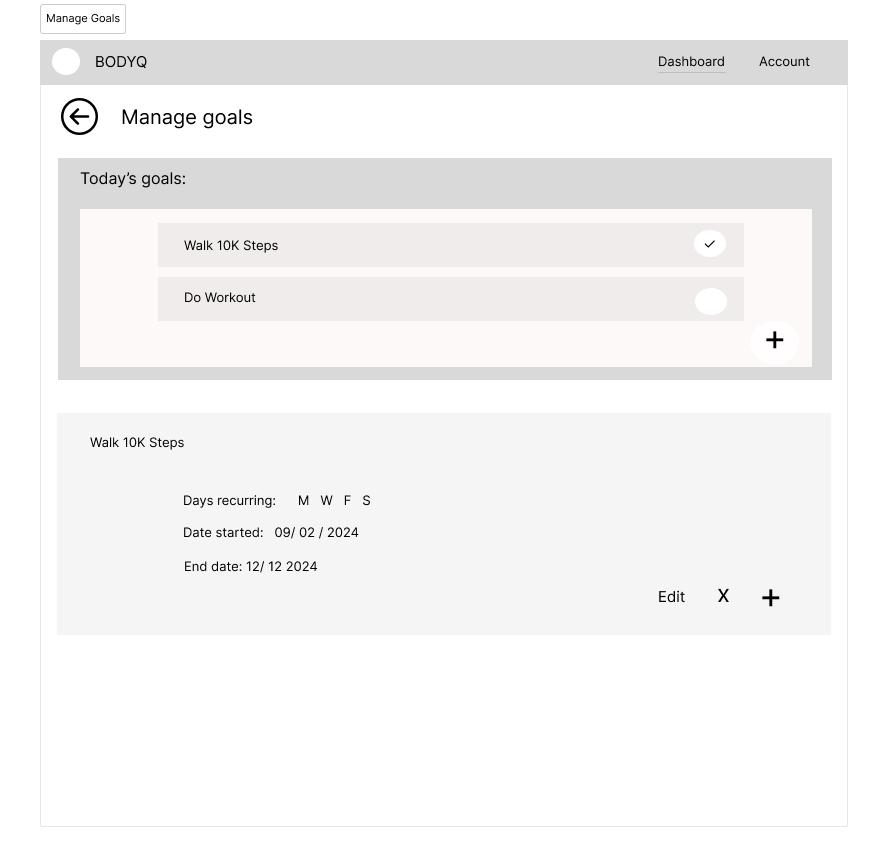 Manage Goals
BODYQ Dashboard Account
Manage goals
Today’s goals:
Walk 10K Steps
Do Workout
+
Walk 10K Steps
Days recurring: M W F S
Date started: 09/ 02 / 2024
End date: 12/ 12 2024
Edit X +